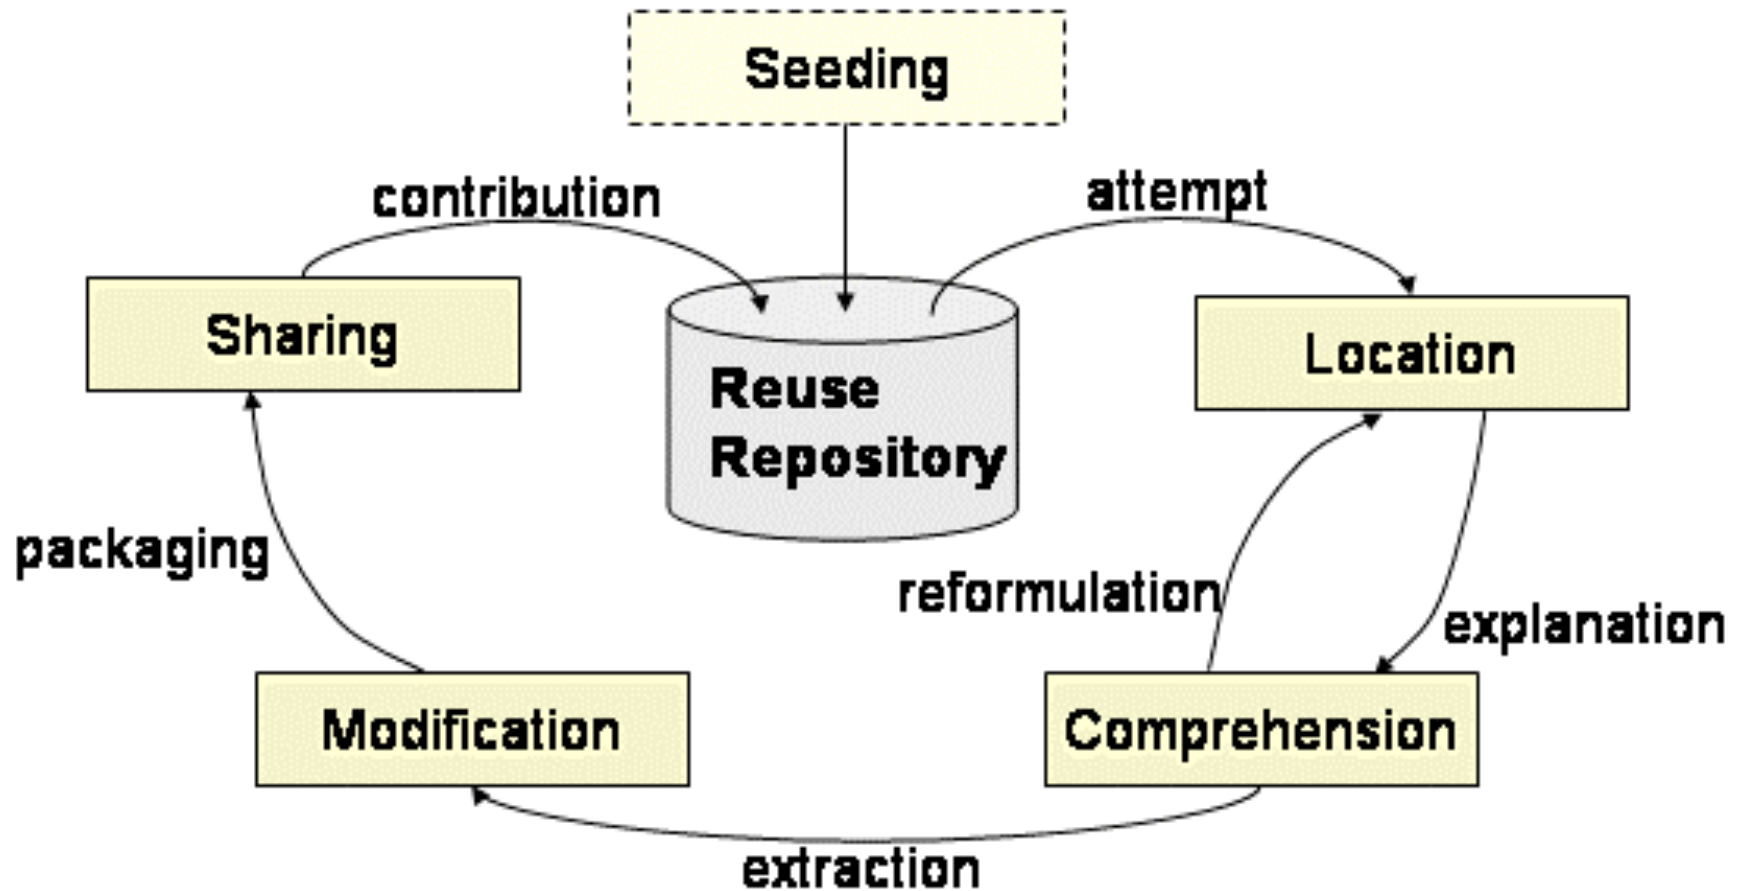 Seeding
contribution
attempt
Sharing
Reuse
Repository
Location
packaging
reformulation
explanation
Modification
Comprehension
extraction